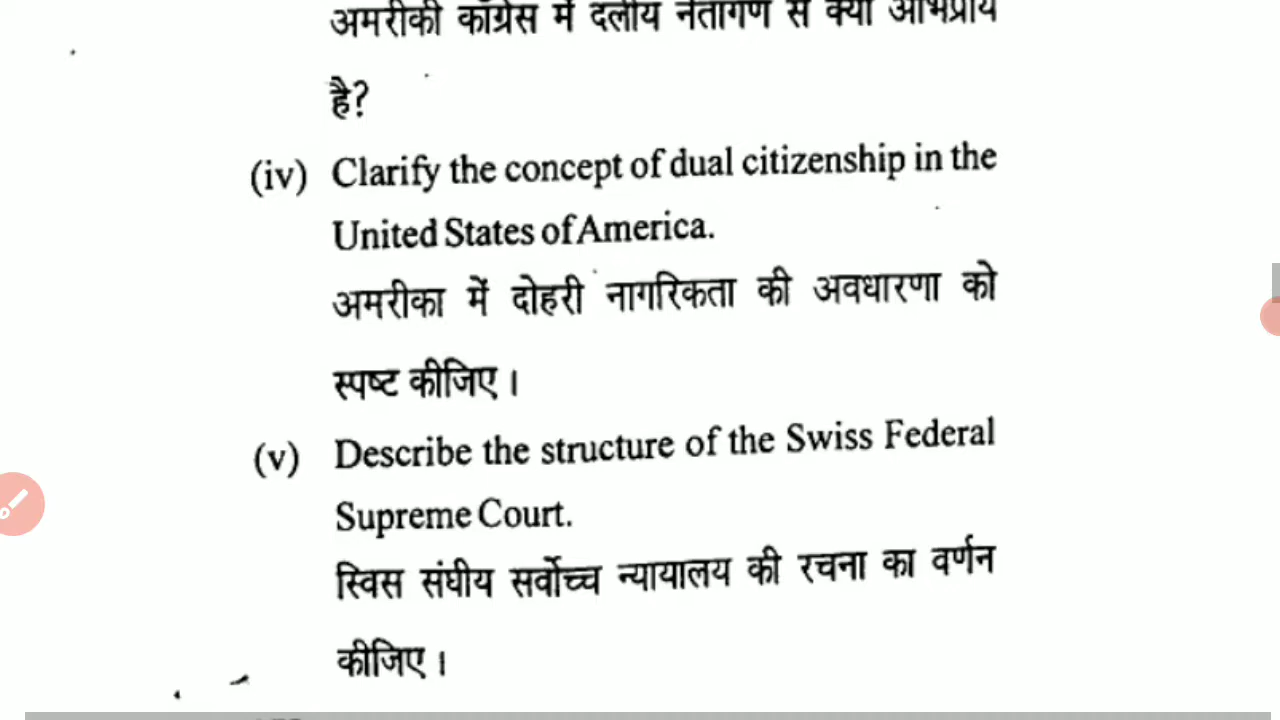 अमरीकी काँग्रेस में दलीय नेतागण से क्या अभिप्राय
है?
(iv) Clarify the concept of dual citizenship in the
United States of America.
अमरीका में दोहरी नागरिकता की अवधारणा को
स्पष्ट कीजिए।
(v) Describe the structure of the Swiss Federal
Supreme Court.
स्विस संघीय सर्वोच्च न्यायालय की रचना का वर्णन
कीजिए।